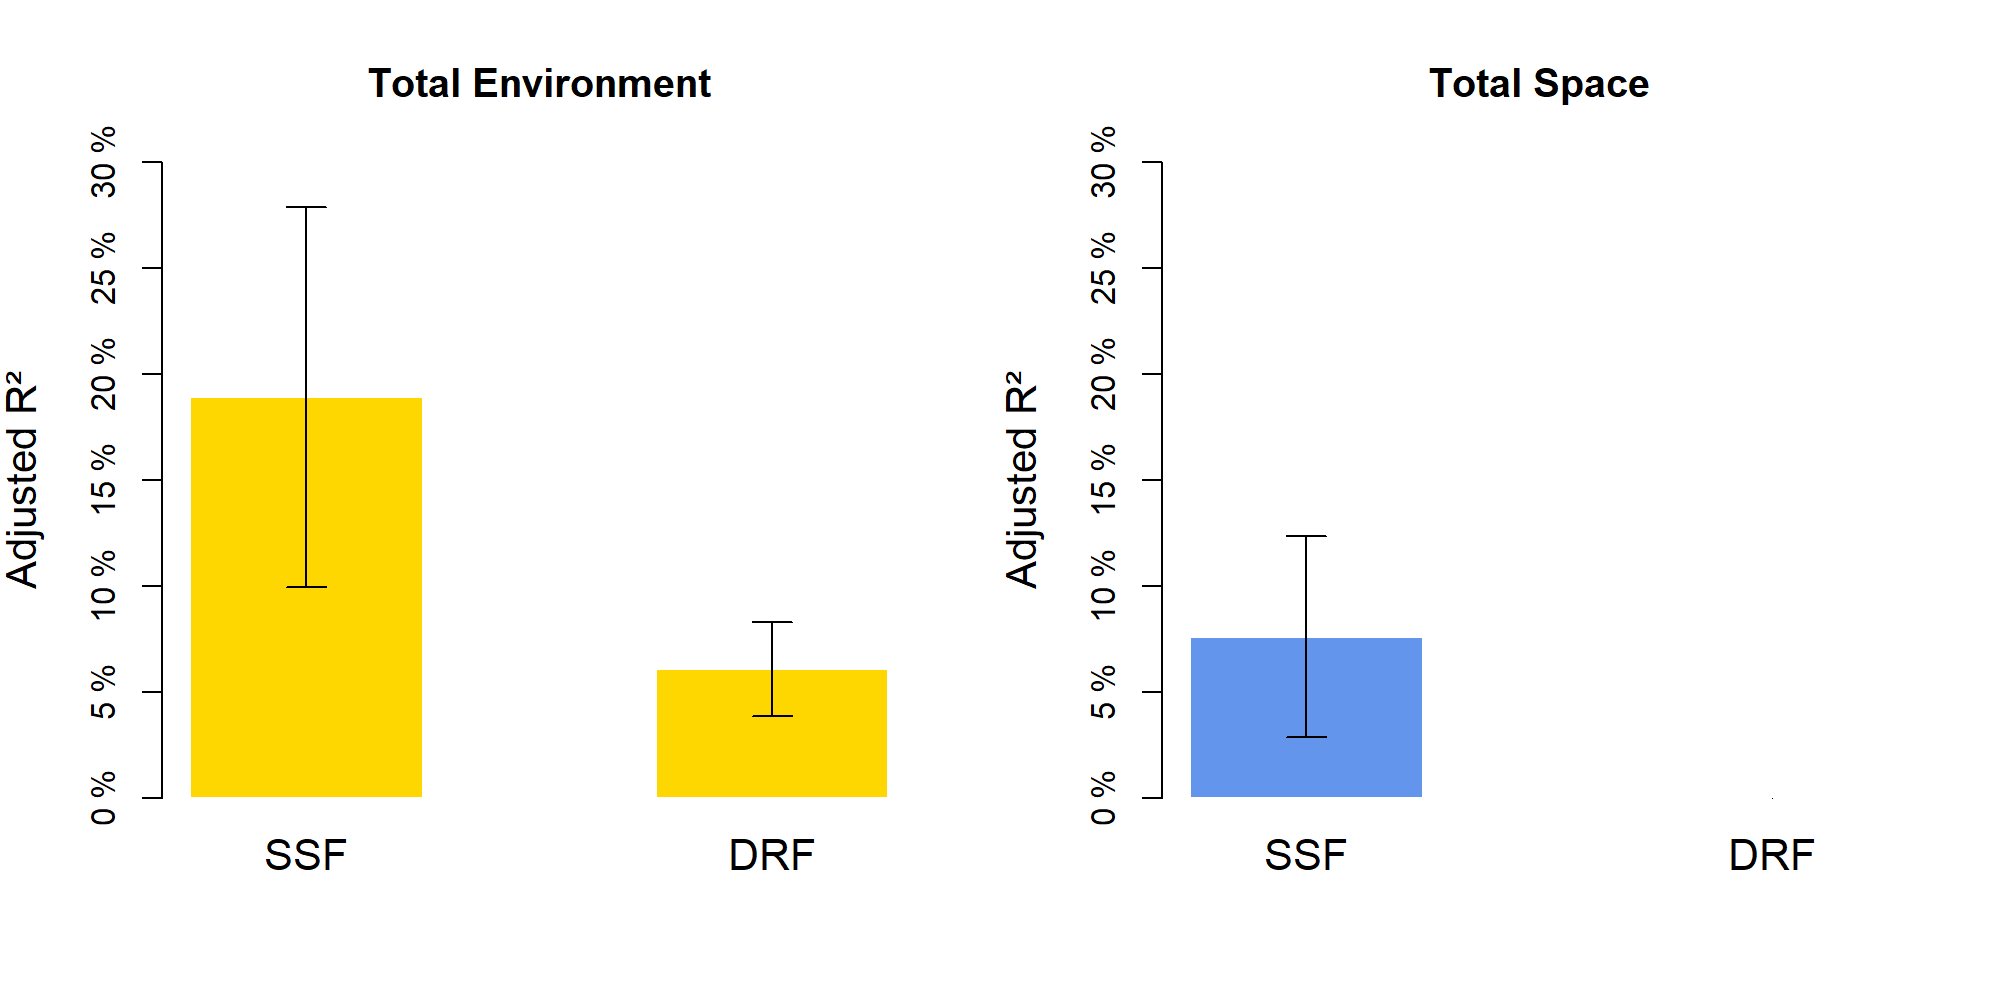 Total Environment
Adjusted R²
30 %
25 %
20 %
15 %
10 %
5 %
0 %
SSF
DRF
Total Space
Adjusted R²
30 %
25 %
20 %
15 %
10 %
5 %
0 %
SSF
DRF